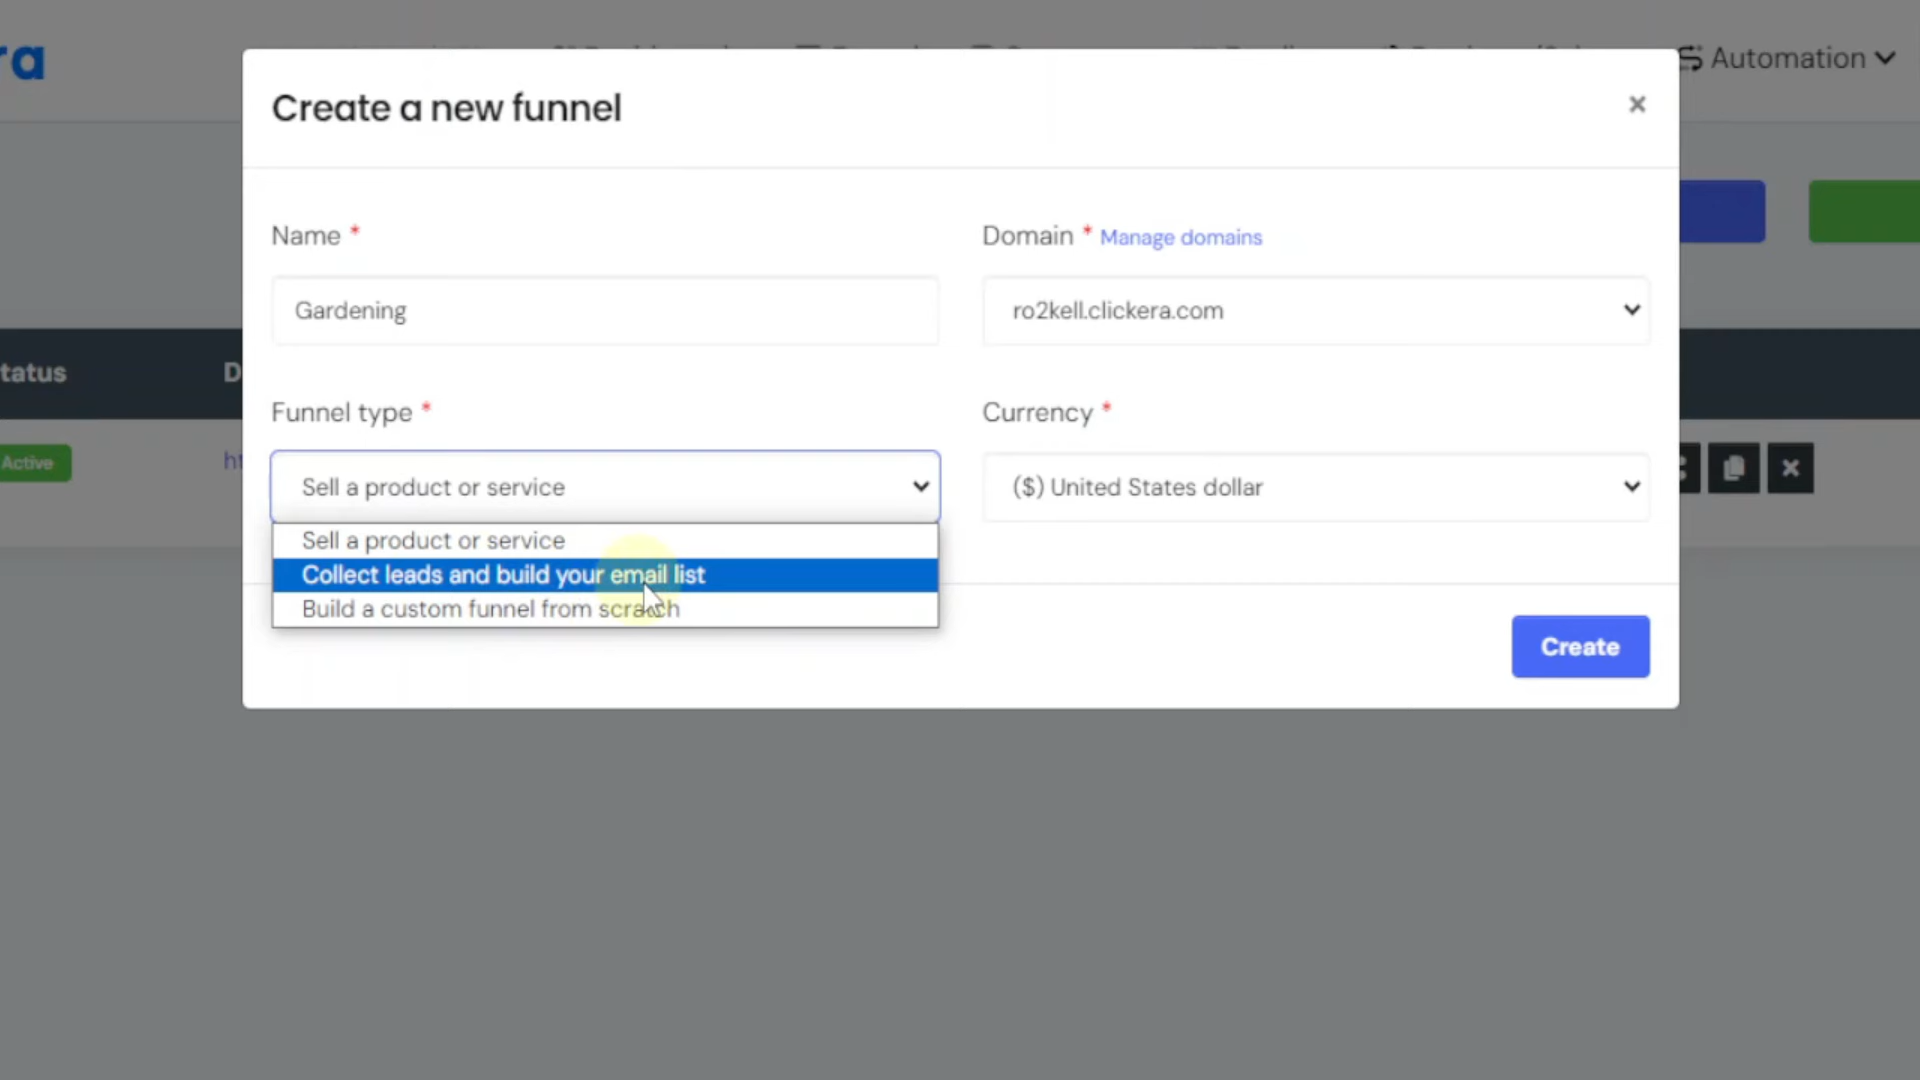 ra
Automation
Create a new funnel
×
Name *
Domain * Manage domains
Gardening
ro2kell.clickera.com
tatus
D
Funnel type *
Currency *
Active
ht
Sell a product or service
($) United States dollar
Sell a product or service
Collect leads and build your email list
Build a custom funnel from scratch
Create